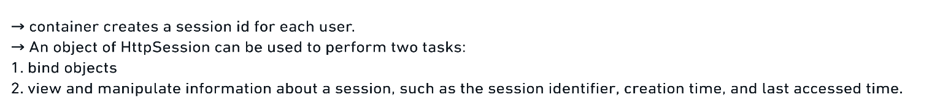 → container creates a session id for each user.
→ An object of HttpSession can be used to perform two tasks:
1. bind objects
2. view and manipulate information about a session, such as the session identifier, creation time, and last accessed time.